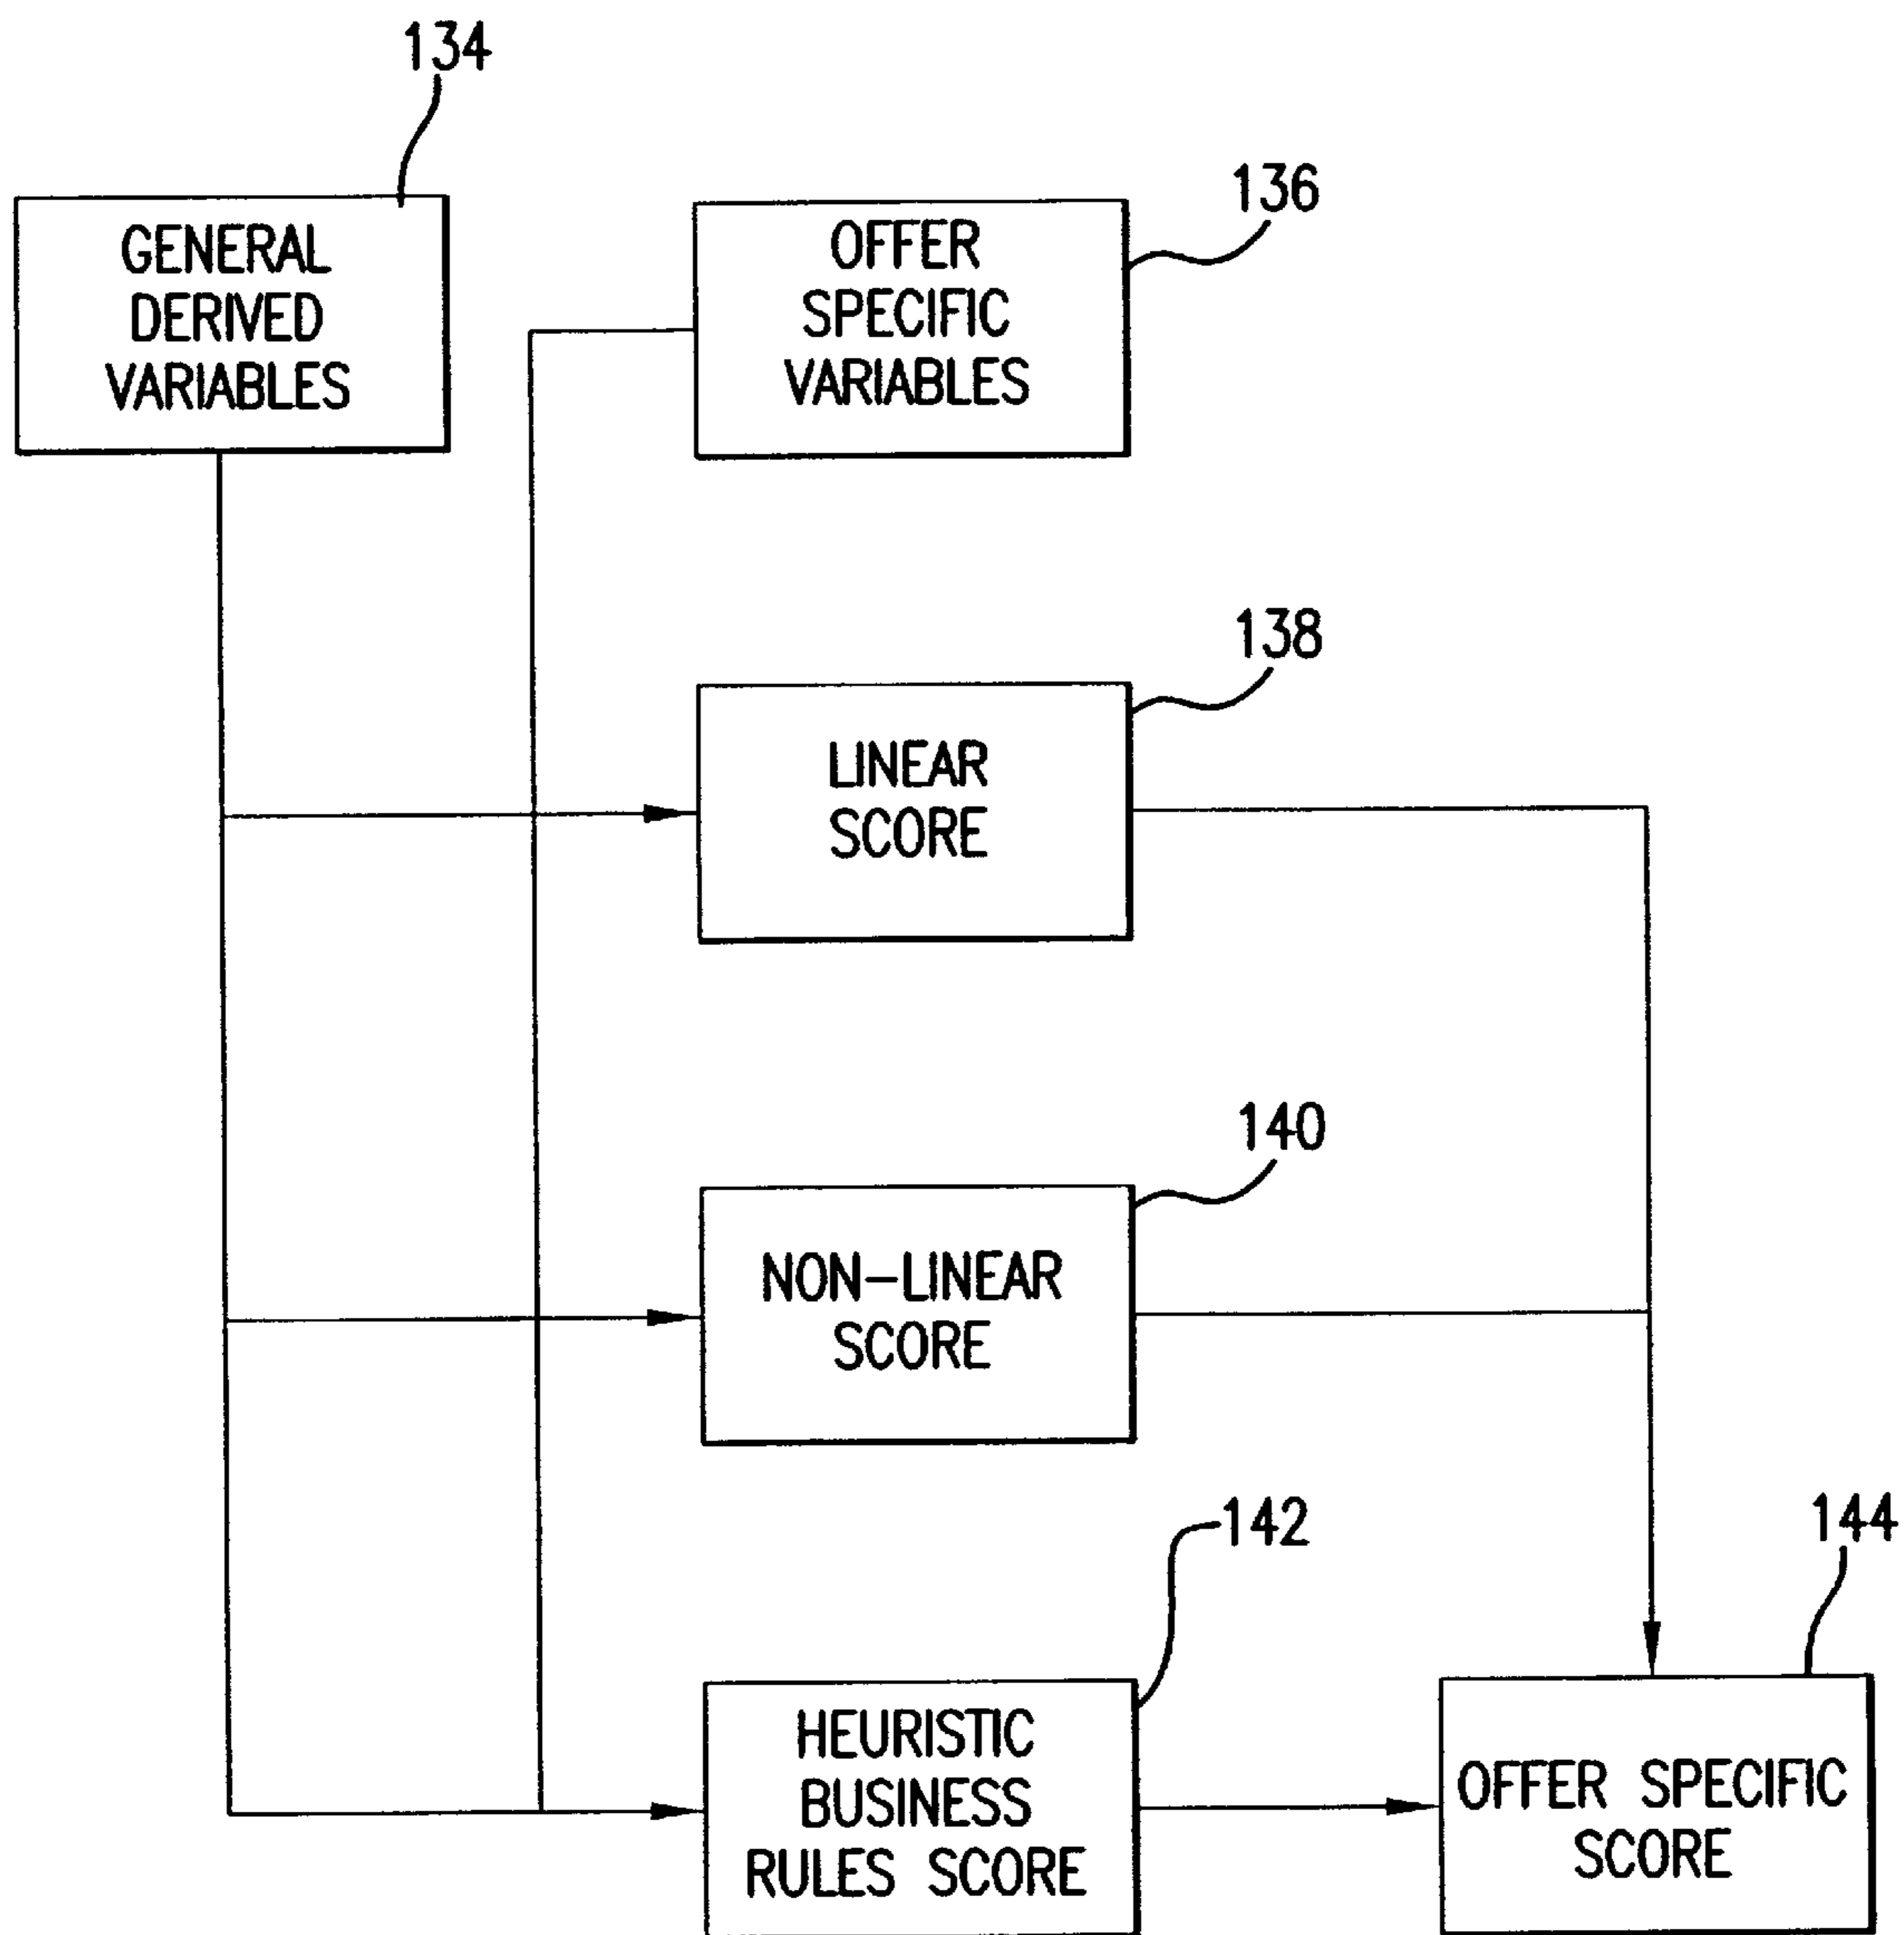 134
GENERAL
DERIVED
VARIABLES
136
OFFER
SPECIFIC
VARIABLES
138
LINEAR
SCORE
140
NON-LINEAR
SCORE
142
HEURISTIC
BUSINESS
RULES SCORE
144
OFFER SPECIFIC
SCORE